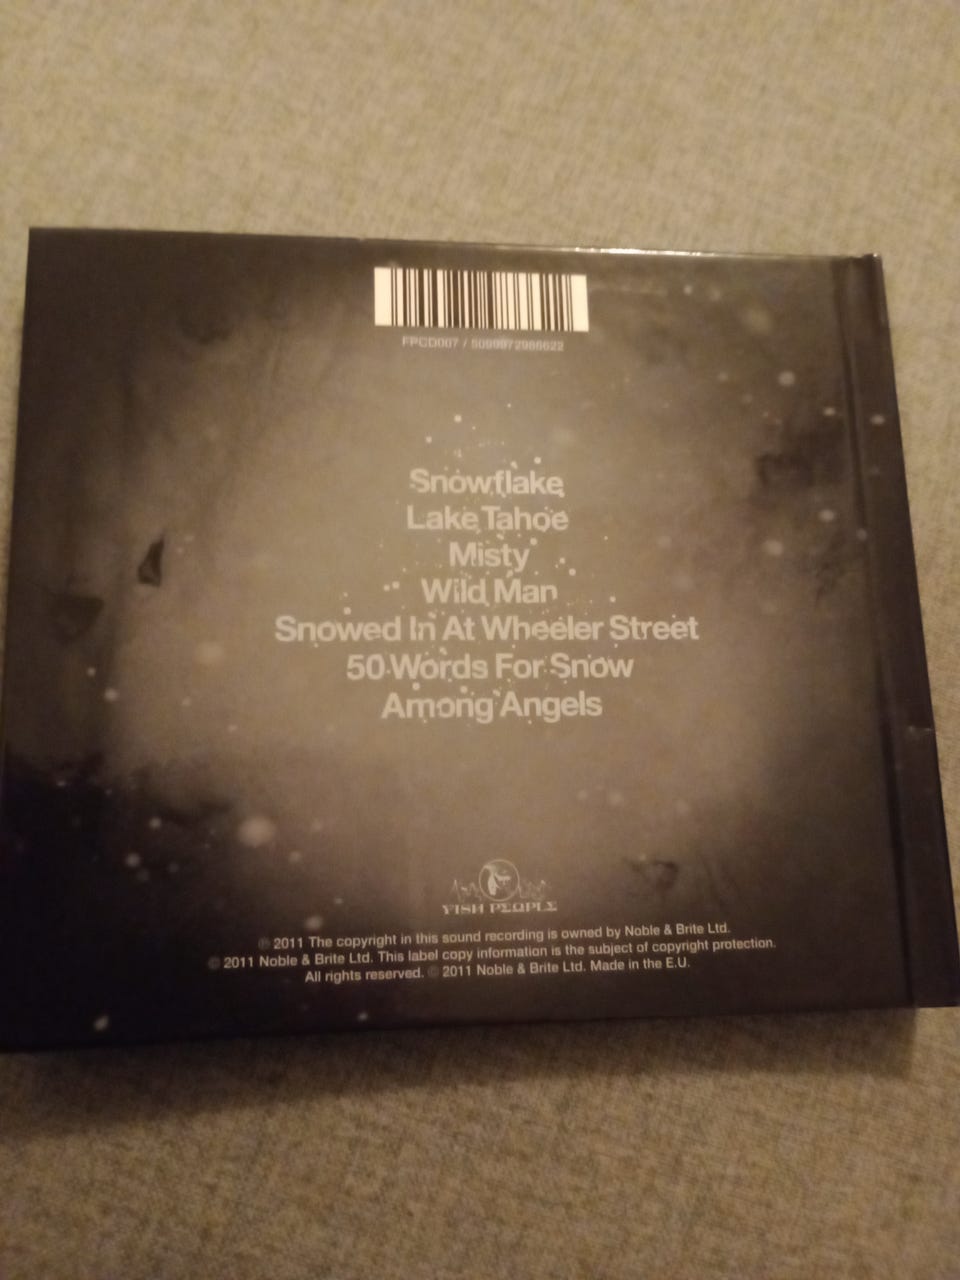 FPCD007 / 5099972986622
Snowflake
Lake Tahoe
Misty
Wild Man
Snowed In At Wheeler Street
50 Words For Snow
Among Angels
FISH PEOPLE
℗ 2011 The copyright in this sound recording is owned by Noble & Brite Ltd.
© 2011 Noble & Brite Ltd. This label copy information is the subject of copyright protection.
All rights reserved. © 2011 Noble & Brite Ltd. Made in the E.U.